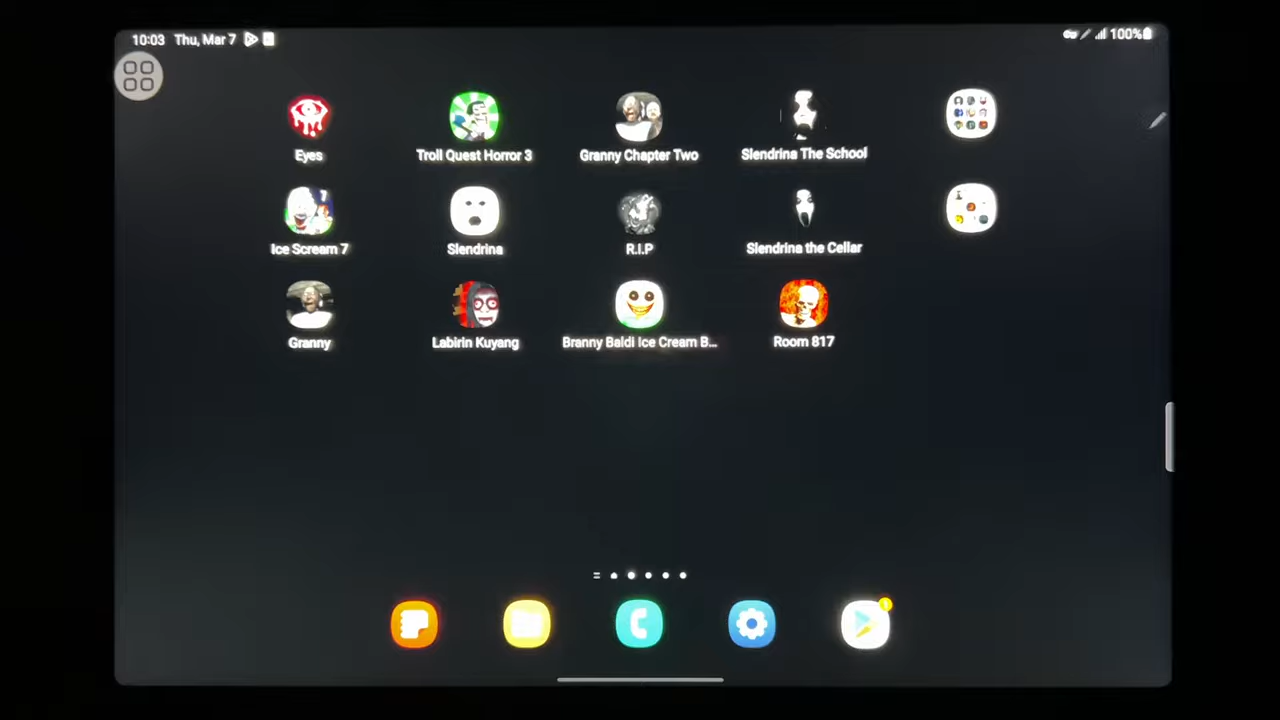 10:03 Thu, Mar 7
100%
Eyes
Troll Quest Horror 3
Granny Chapter Two
Slendrina The School
Ice Scream 7
Slendrina
R.I.P
Slendrina the Cellar
Granny
Labirin Kuyang
Branny Baldi Ice Cream B...
Room 817